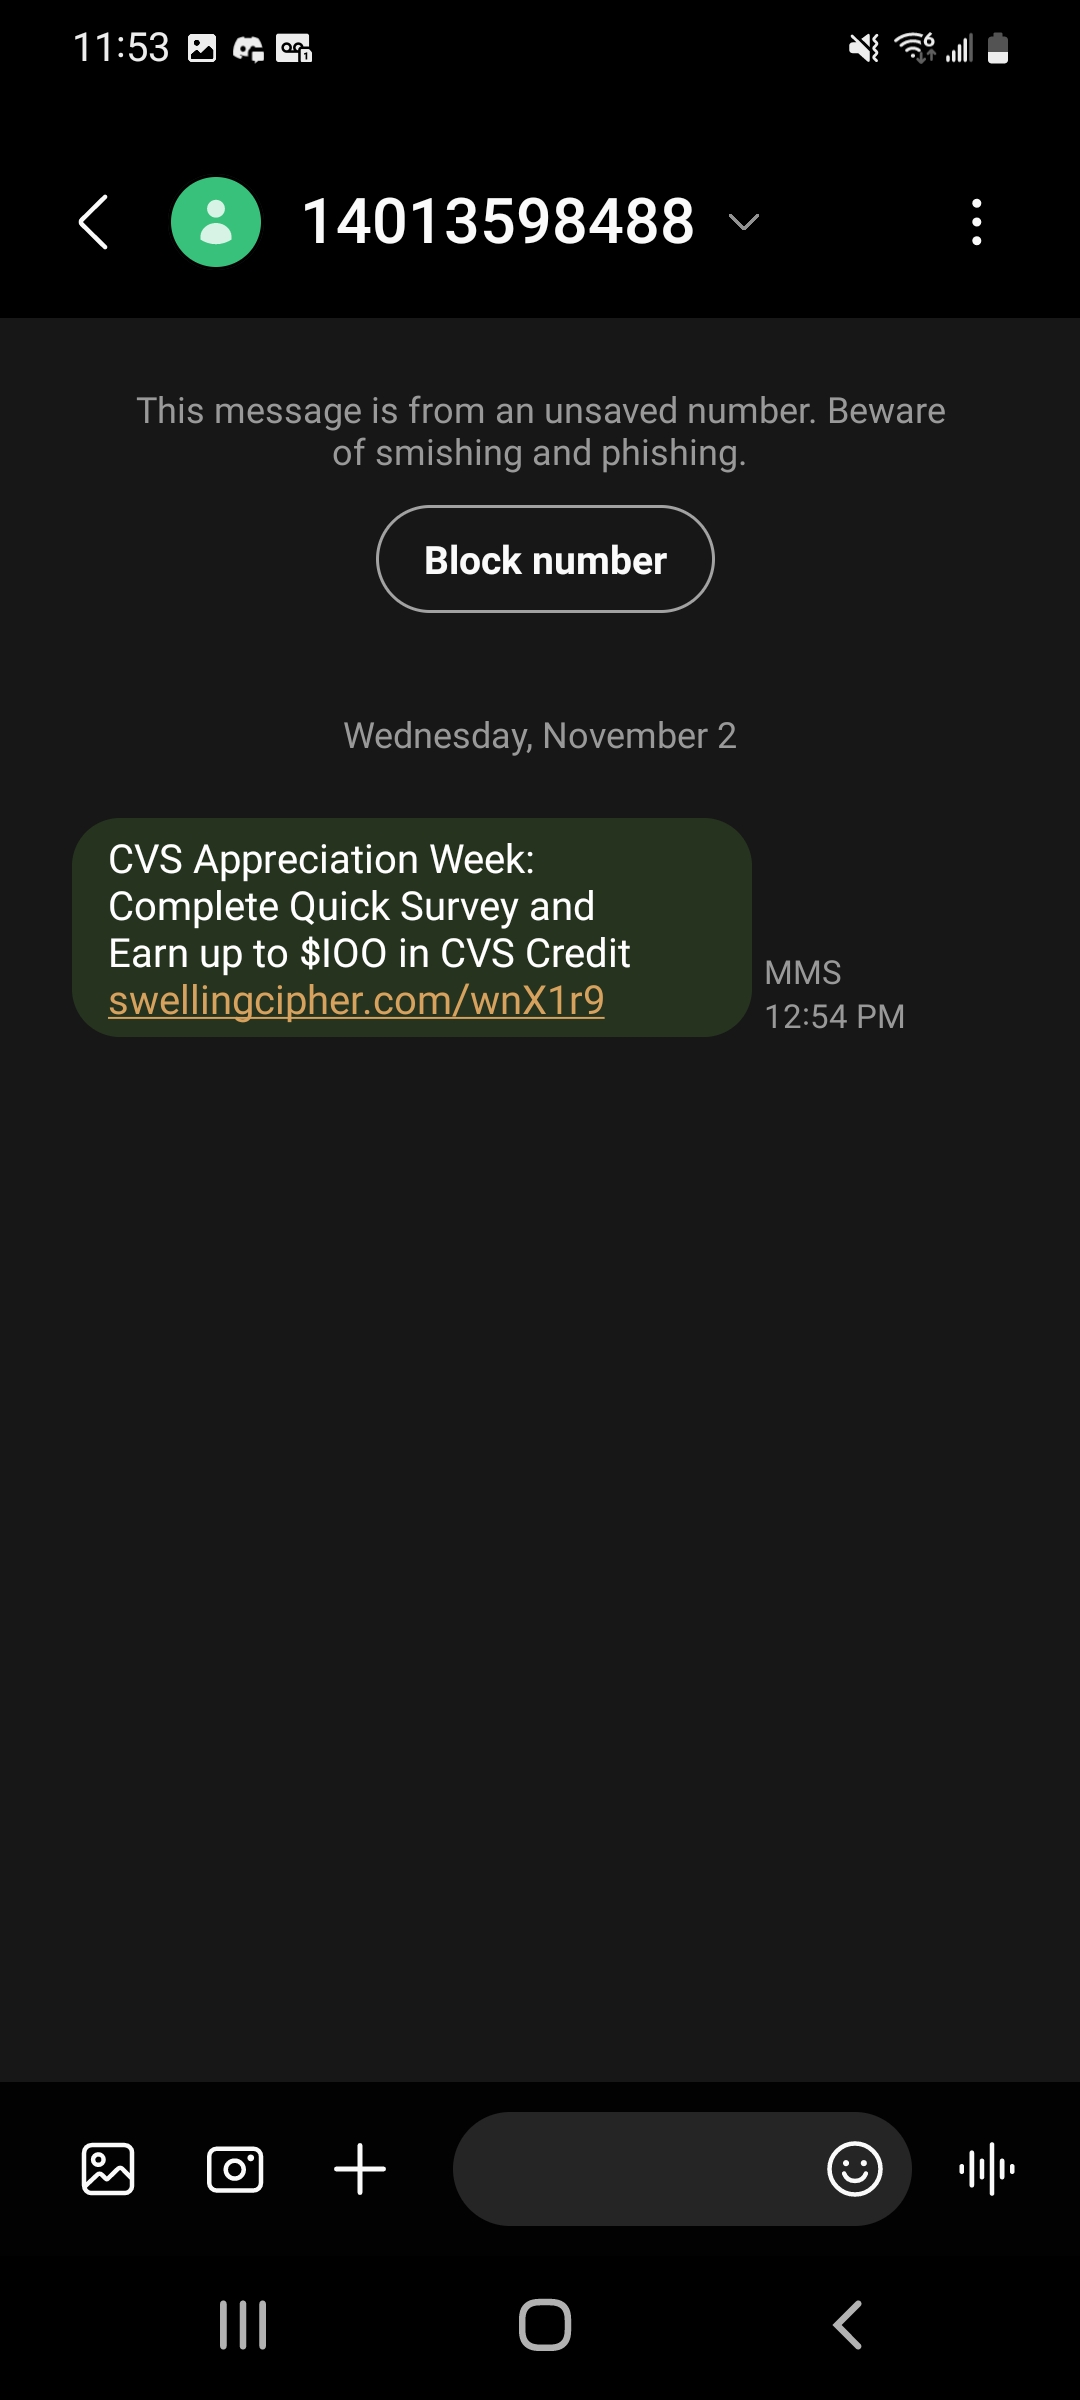 11:53
14013598488
This message is from an unsaved number. Beware
of smishing and phishing.
Block number
Wednesday, November 2
CVS Appreciation Week:
Complete Quick Survey and
Earn up to $IOO in CVS Credit
swellingcipher.com/wnX1r9
MMS
12:54 PM